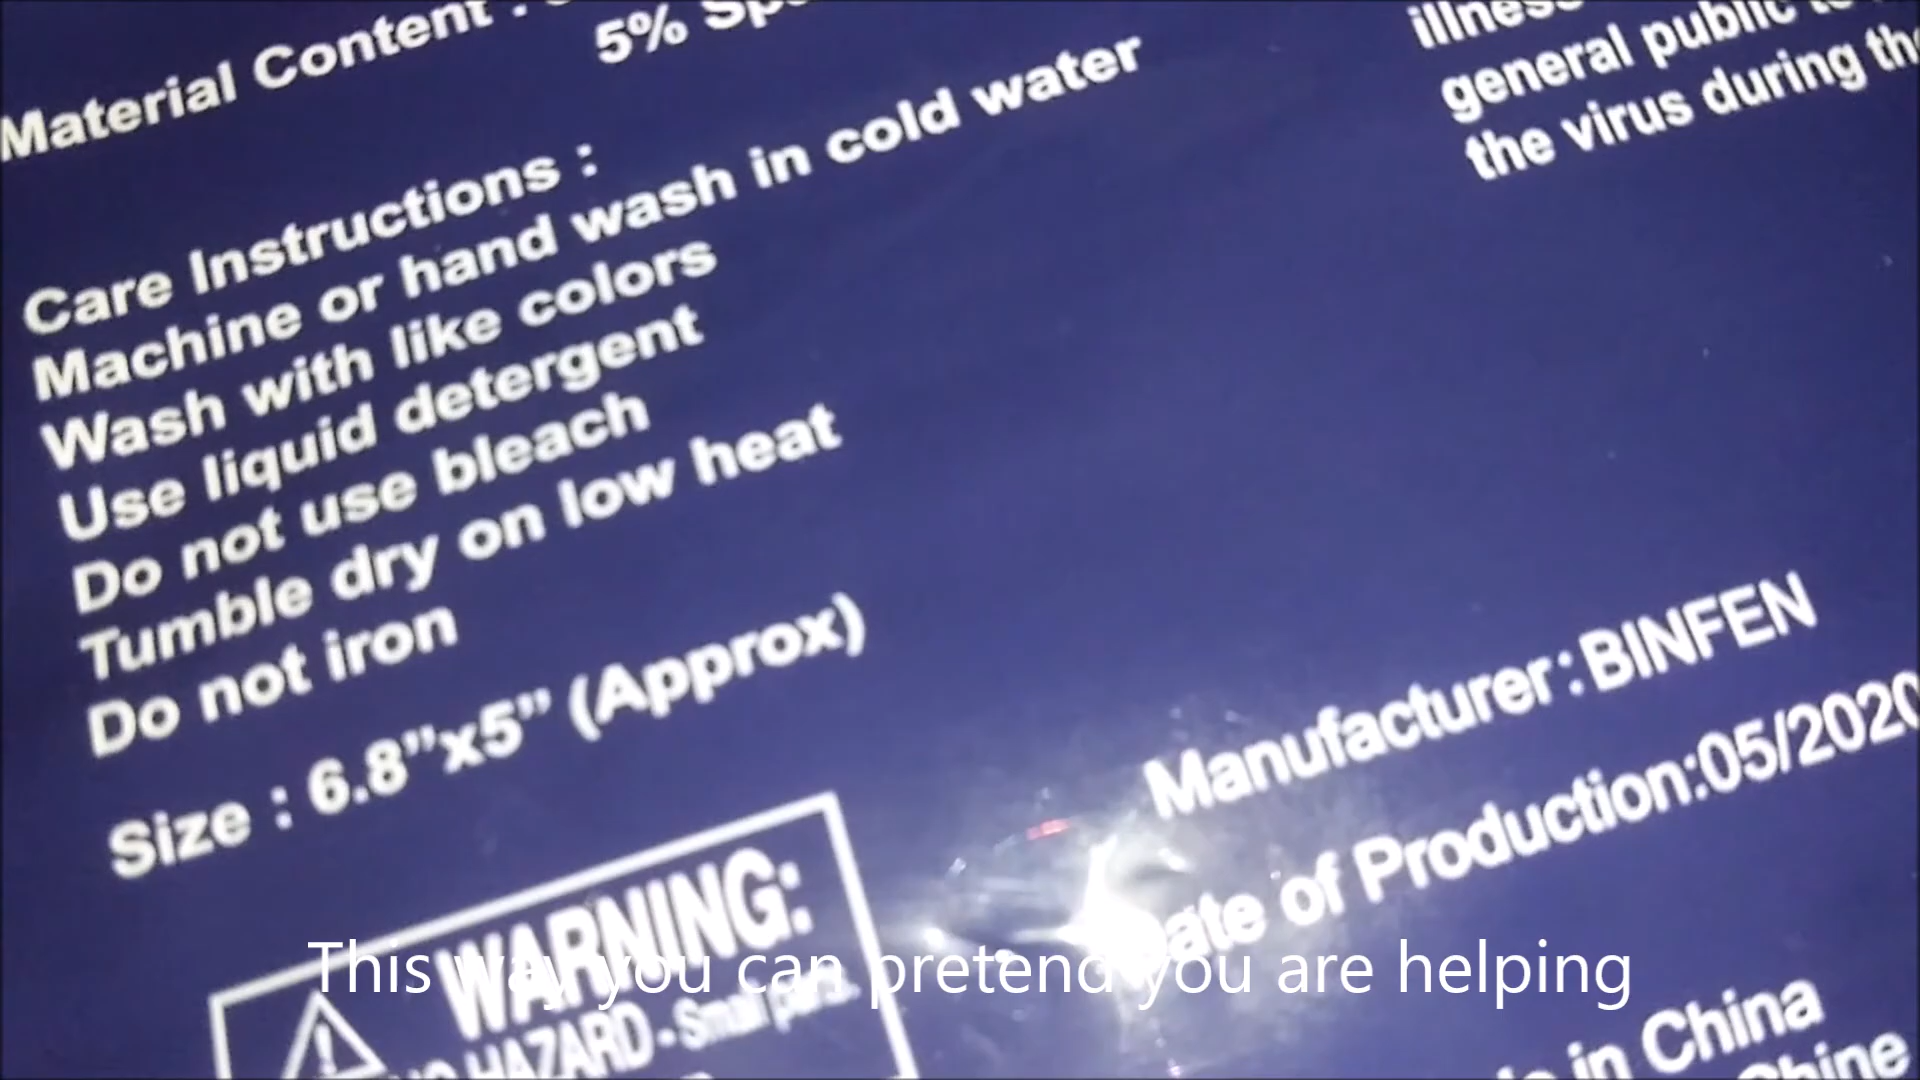 Material Content :
5%
Care Instructions :
Machine or hand wash in cold water
Wash with like colors
Use liquid detergent
Do not use bleach
Tumble dry on low heat
Do not iron
Size : 6.8”x5” (Approx)
WARNING:
HAZARD - Small parts.
illness
general public to
the virus during the
Manufacturer : BINFEN
Date of Production:05/2020
in China
Chine
This way you can pretend you are helping